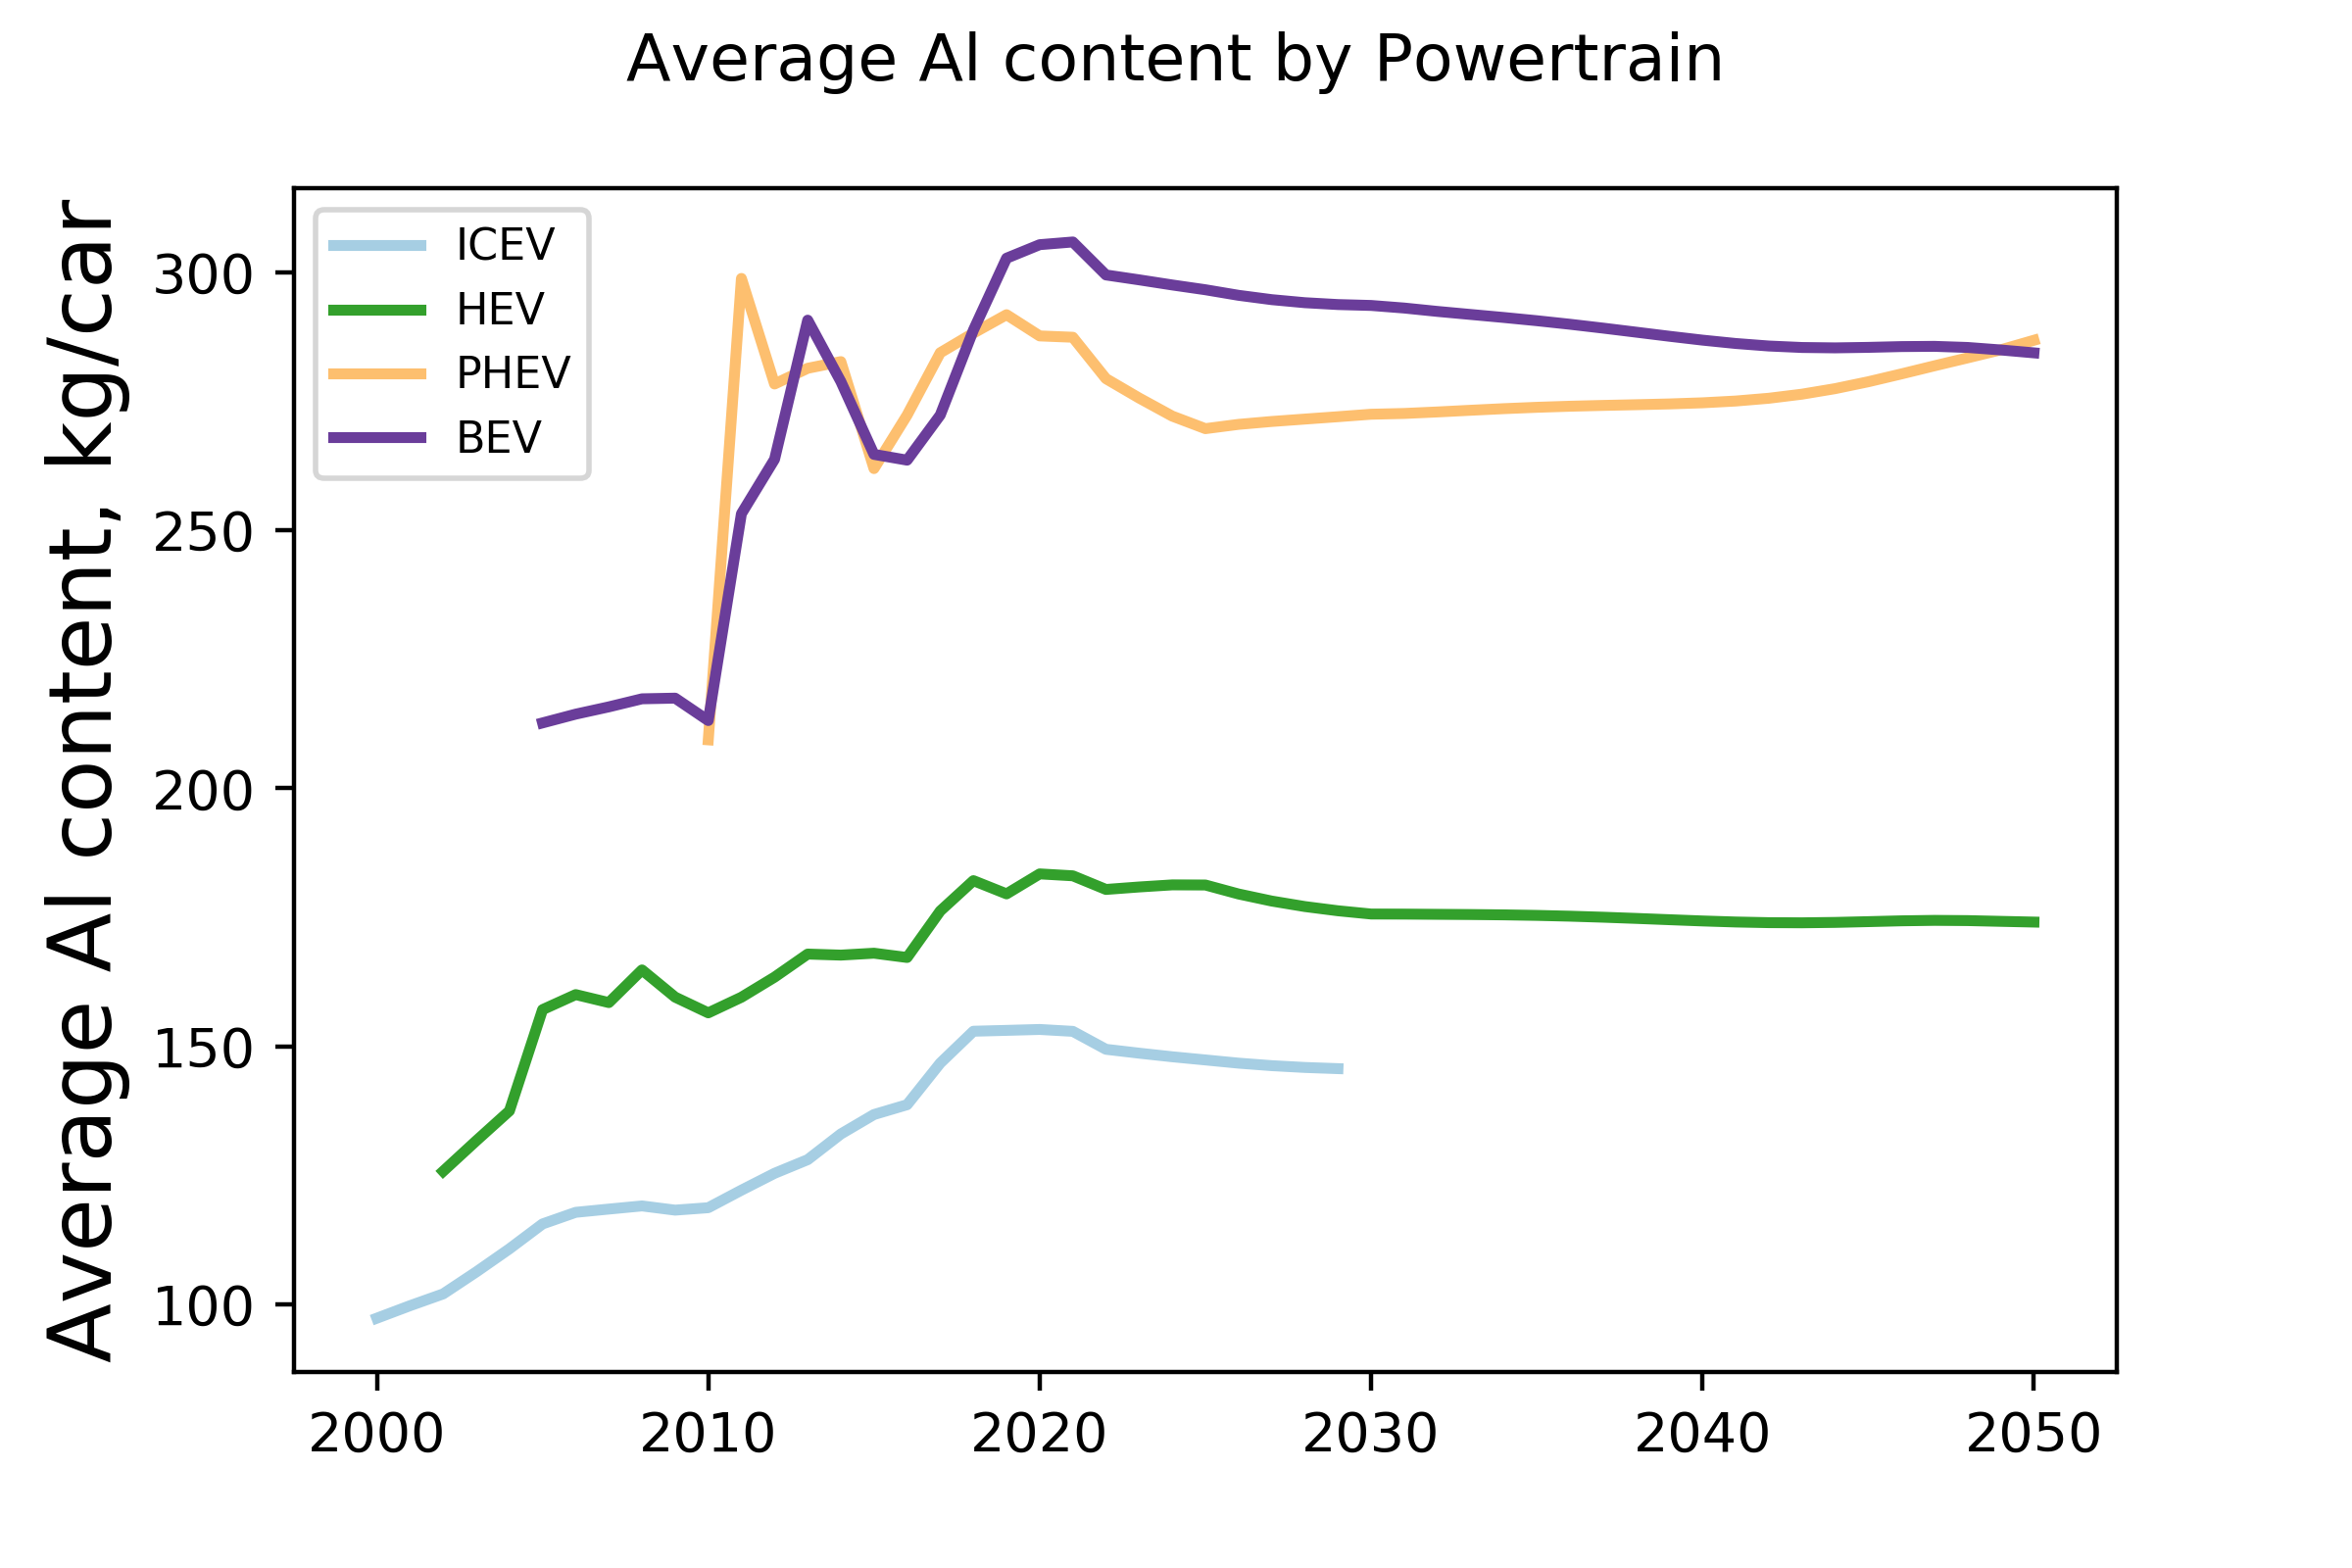 Average Al content by Powertrain
Average Al content, kg/car
300
250
200
150
100
ICEV
HEV
PHEV
BEV
2000 2010 2020 2030 2040 2050